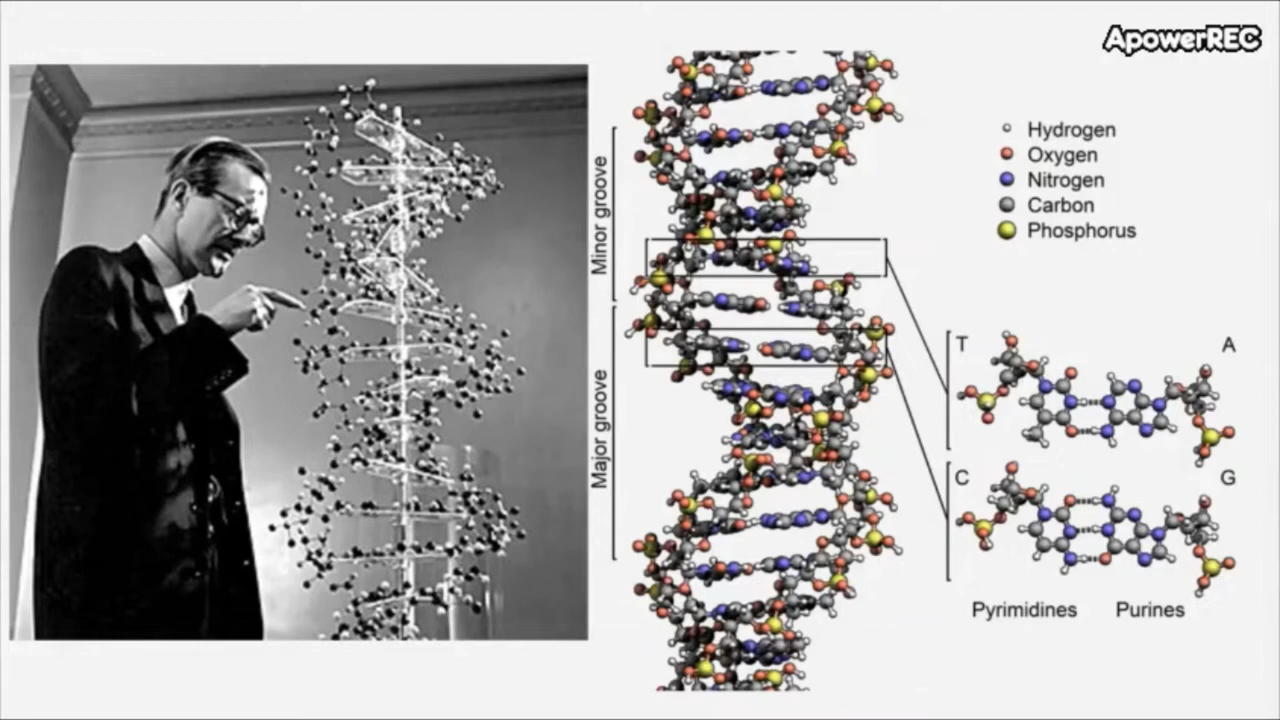 ApowerREC
Minor groove
Major groove
Hydrogen
Oxygen
Nitrogen
Carbon
Phosphorus
T A
C G
Pyrimidines Purines